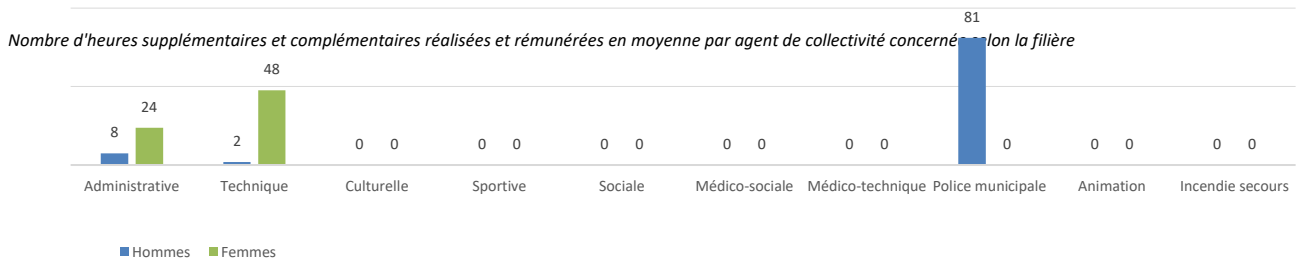 81
Nombre d'heures supplémentaires et complémentaires réalisées et rémunérées en moyenne par agent de collectivité concernée selon la filière
48
24
8
2
0 0 0 0 0 0 0 0 0 0 0 0 0 0 0
Administrative Technique Culturelle Sportive Sociale Médico-sociale Médico-technique Police municipale Animation Incendie secours
Hommes Femmes